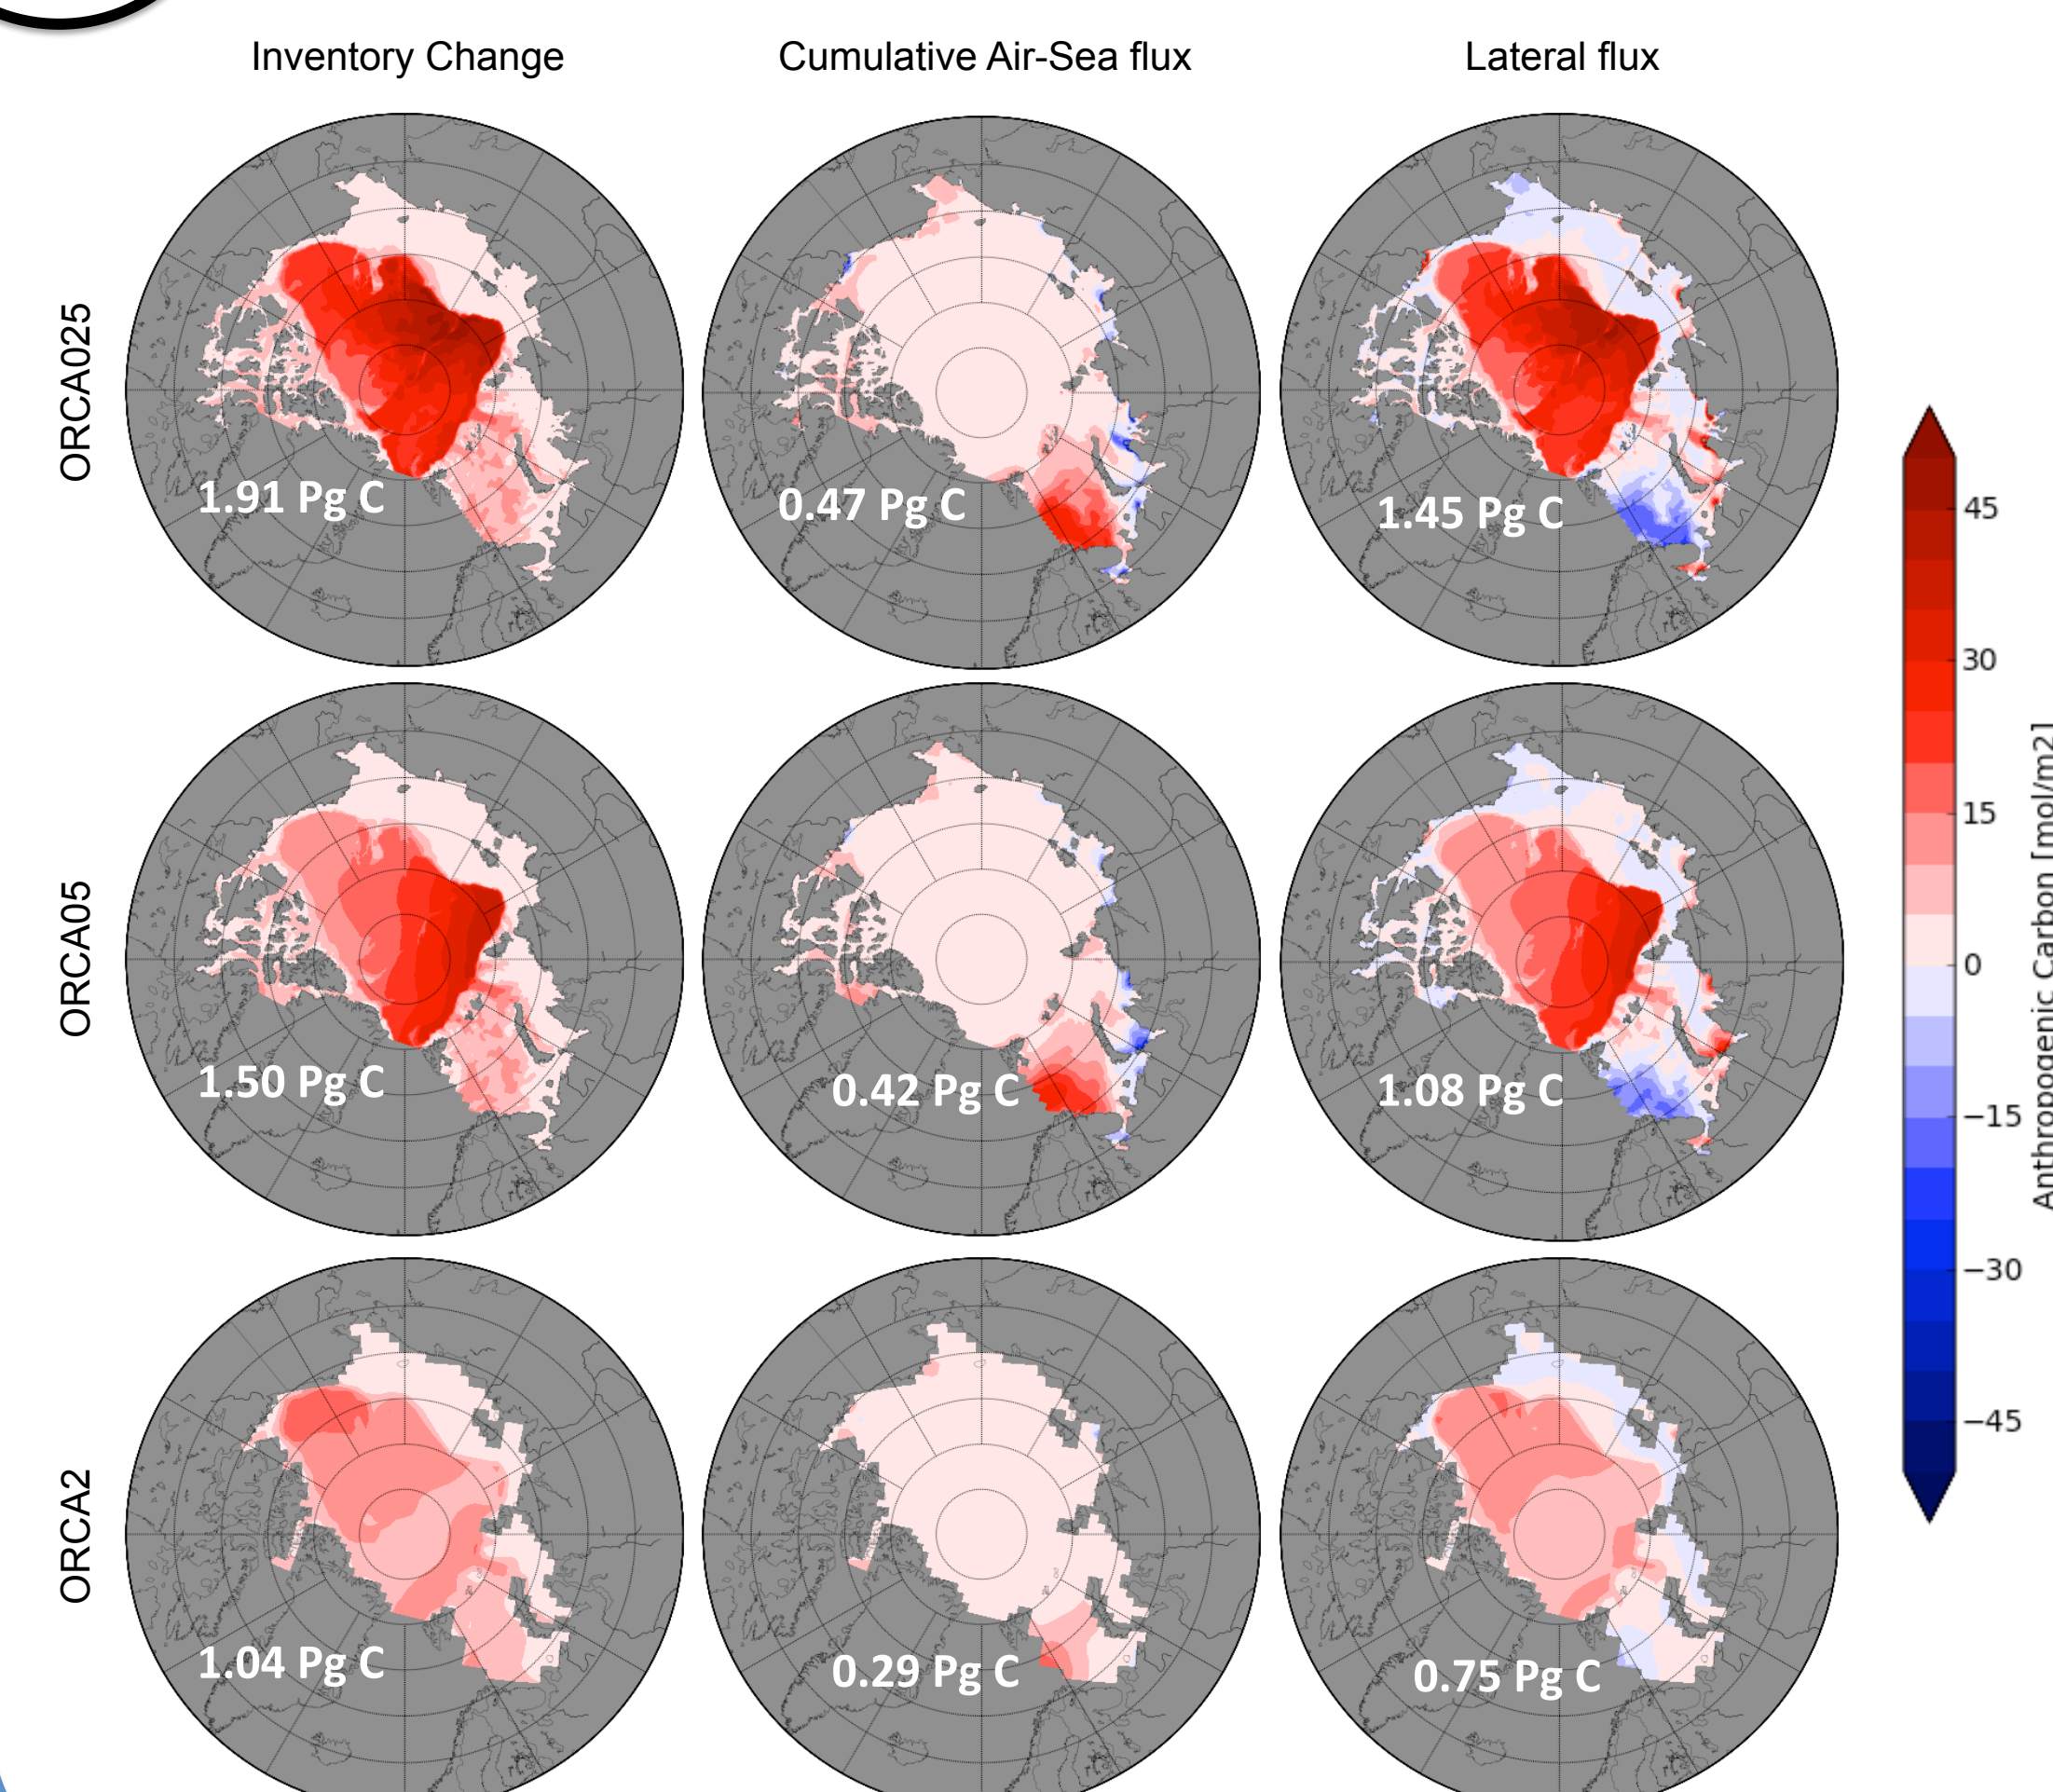 Inventory Change
Cumulative Air-Sea flux
Lateral flux
ORCA025
1.91 Pg C
0.47 Pg C
1.45 Pg C
ORCA05
1.50 Pg C
0.42 Pg C
1.08 Pg C
ORCA2
1.04 Pg C
0.29 Pg C
0.75 Pg C
45
30
15
0
−15
−30
−45
Anthropogenic Carbon [mol/m2]